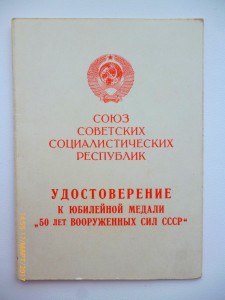 СОЮЗ
СОВЕТСКИХ
СОЦИАЛИСТИЧЕСКИХ
РЕСПУБЛИК
УДОСТОВЕРЕНИЕ
К ЮБИЛЕЙНОЙ МЕДАЛИ
„50 ЛЕТ ВООРУЖЕННЫХ СИЛ СССР“